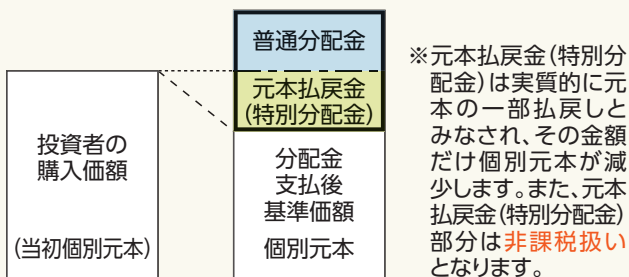 普通分配金
元本払戻金
(特別分配金)
投資者の
購入価額
(当初個別元本)
分配金
支払後
基準価額
個別元本
※元本払戻金(特別分
配金)は実質的に元
本の一部払戻しと
みなされ、その金額
だけ個別元本が減
少します。また、元本
払戻金(特別分配金)
部分は非課税扱い
となります。